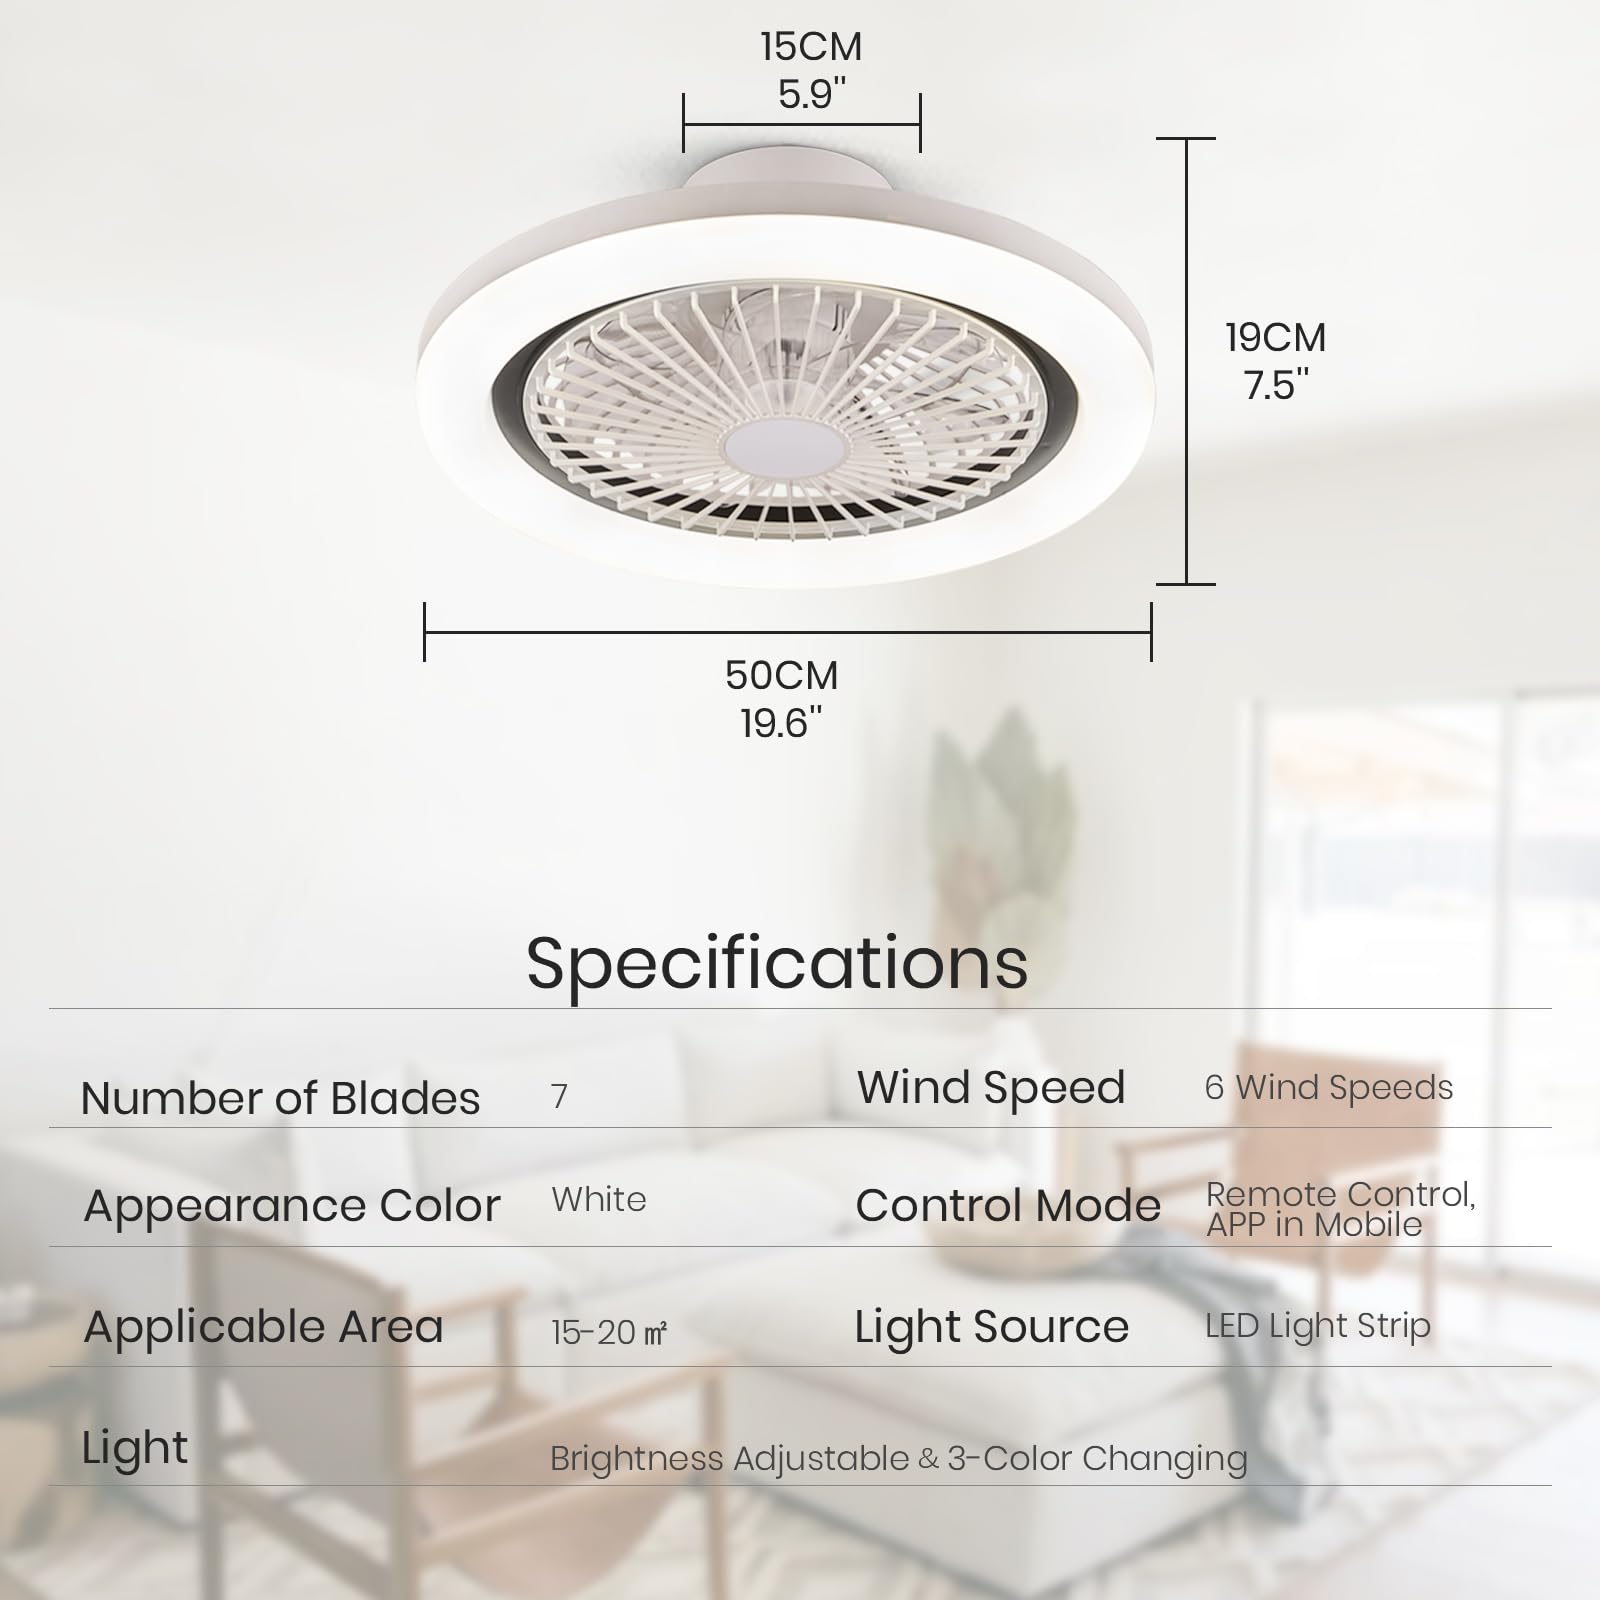 15CM
5.9"
19CM
7.5"
50CM
19.6"
Specifications
Number of Blades 7 Wind Speed 6 Wind Speeds
Appearance Color White Control Mode Remote Control,
APP in Mobile
Applicable Area 15-20 ㎡ Light Source LED Light Strip
Light Brightness Adjustable & 3-Color Changing